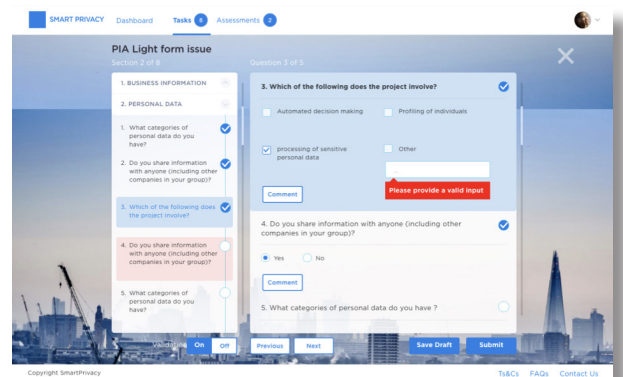 SMART PRIVACY
Dashboard
Tasks 8
Assessments 2
PIA Light form issue
Section 2 of 8
Question 3 of 5
1. BUSINESS INFORMATION
2. PERSONAL DATA
1. What categories of
personal data do you
have?
2. Do you share information
with anyone (including other
companies in your group)?
3. Which of the following does
the project involve?
4. Do you share information
with anyone (including other
companies in your group)?
5. What categories of
personal data do you
have?
3. Which of the following does the project involve?
Automated decision making
Profiling of individuals
processing of sensitive
personal data
Other
Please provide a valid input
Comment
4. Do you share information with anyone (including other
companies in your group)?
Yes
No
Comment
5. What categories of personal data do you have ?
Validating
On
Off
Previous
Next
Save Draft
Submit
Copyright SmartPrivacy
Ts&Cs
FAQs
Contact Us